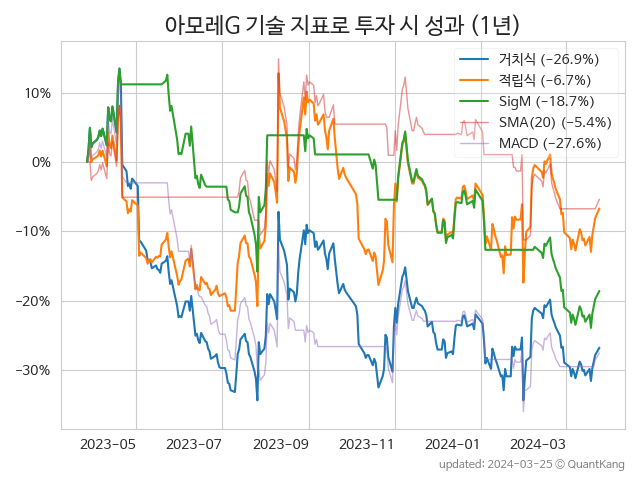 아모레G 기술 지표로 투자 시 성과 (1년)
거치식 (−26.9%)
적립식 (−6.7%)
SigM (−18.7%)
SMA(20) (−5.4%)
MACD (−27.6%)
10%
0%
−10%
−20%
−30%
2023-05
2023-07
2023-09
2023-11
2024-01
2024-03
updated: 2024-03-25 © QuantKang